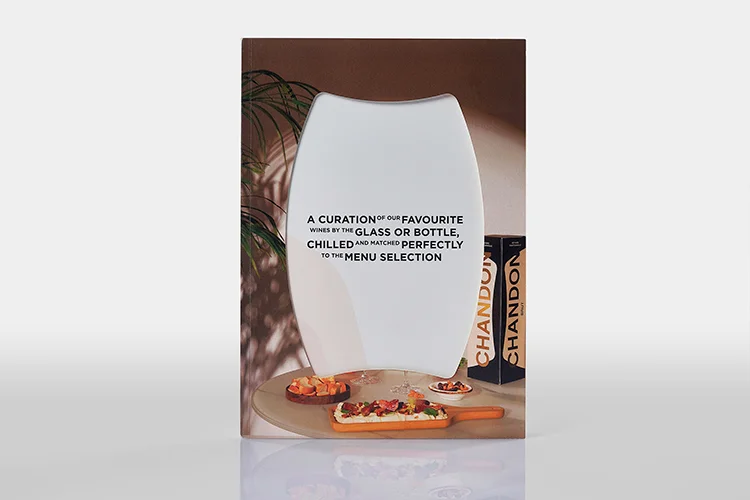 A CURATION OF OUR FAVOURITE
WINES BY THE GLASS OR BOTTLE,
CHILLED AND MATCHED PERFECTLY
TO THE MENU SELECTION
CHANDON
CHANDON